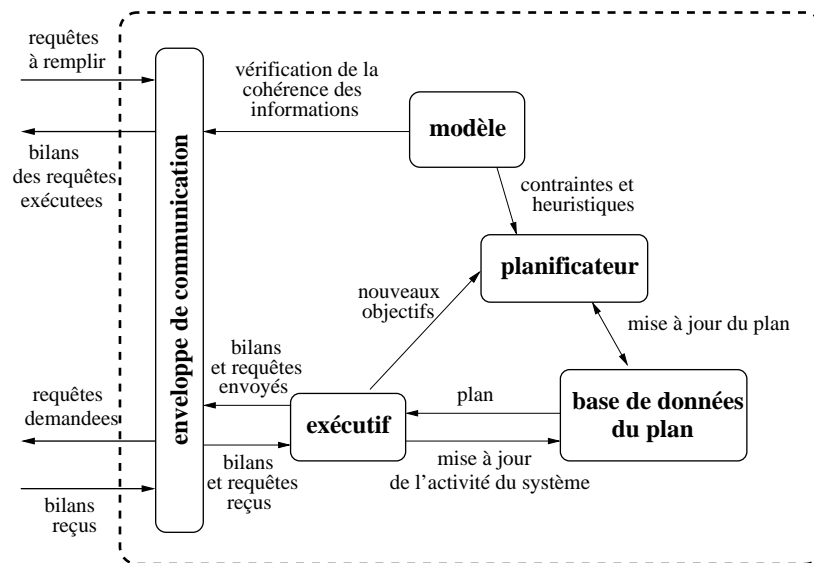 requêtes
à remplir
bilans
des requêtes
exécutees
requêtes
demandees
bilans
reçus
enveloppe de communication
vérification de la
cohérence des
informations
modèle
contraintes et
heuristiques
planificateur
nouveaux
objectifs
mise à jour du plan
bilans
et requêtes
envoyés
exécutif
plan
base de données
du plan
bilans
et requêtes
reçus
mise à jour
de l'activité du système